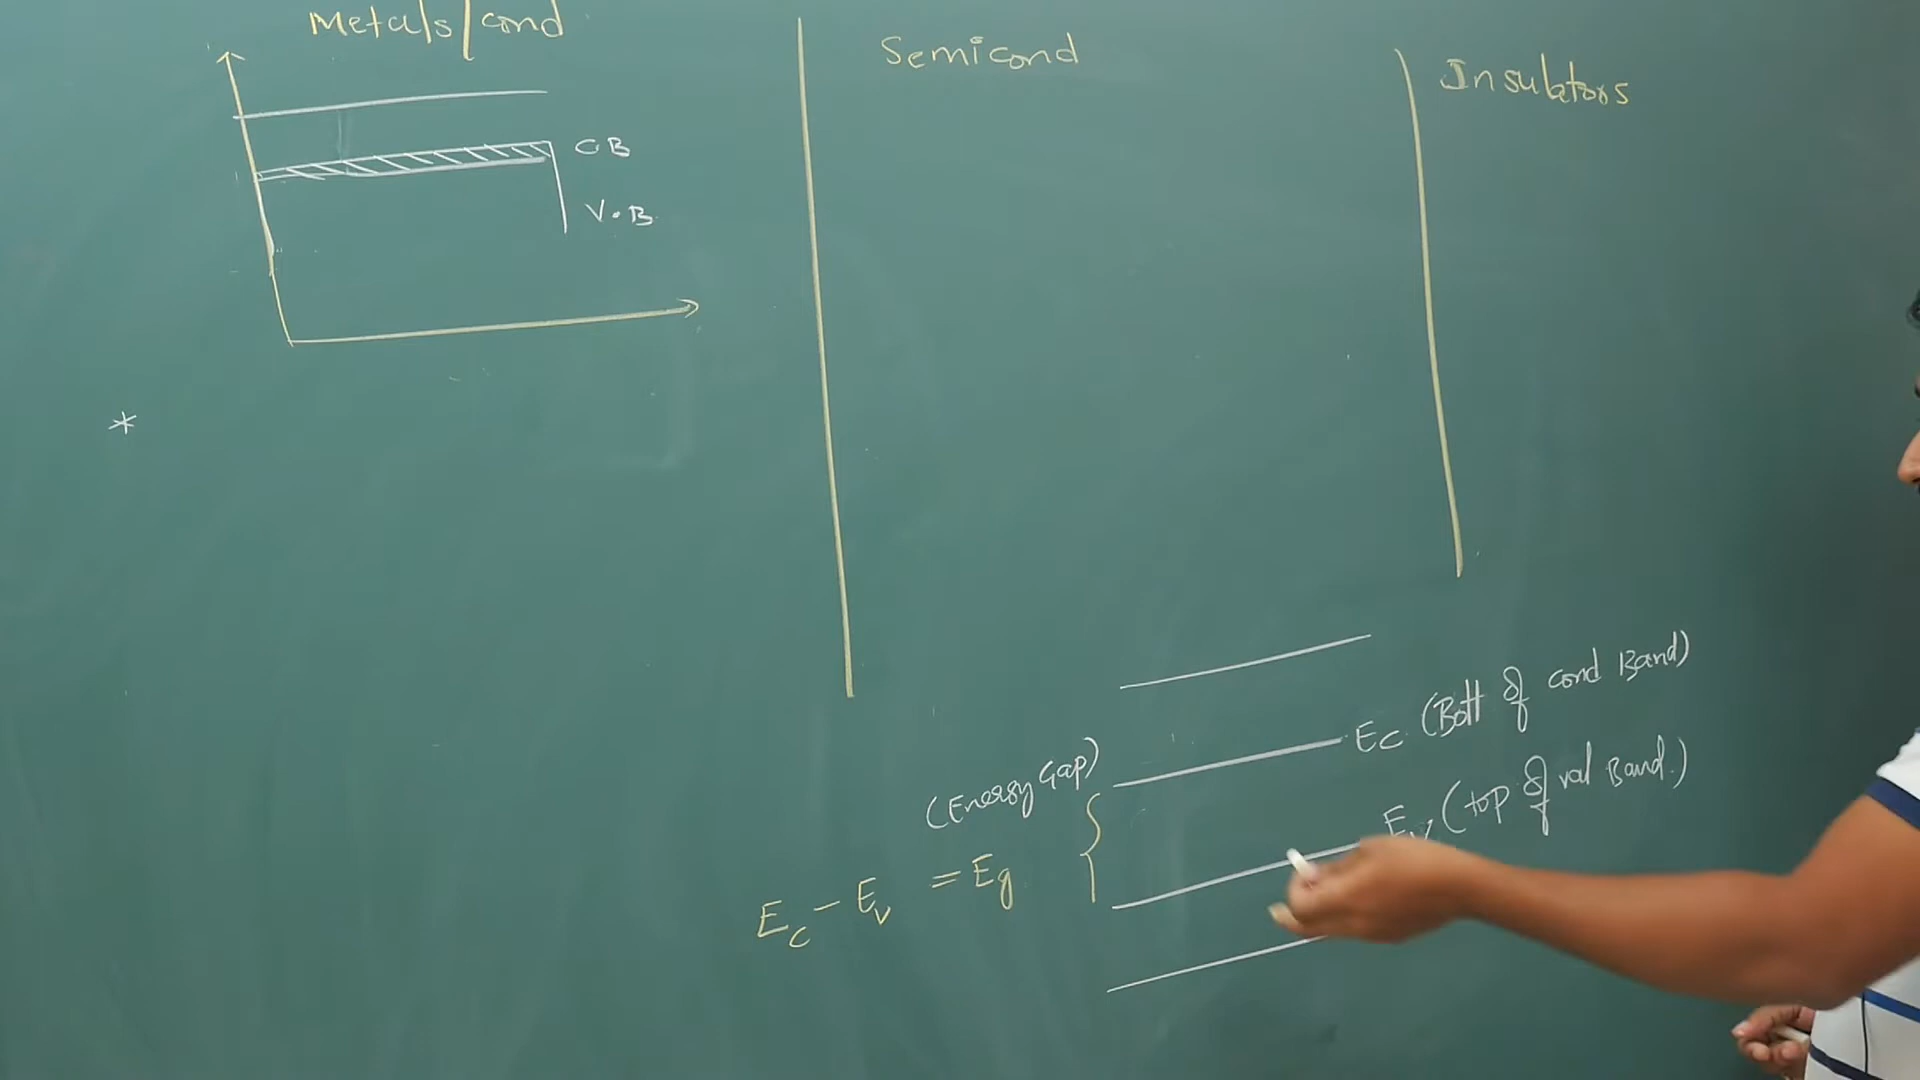 Metals/cond
Semicond
Insulators
C B
V.B
*
Ec (Bott of cond Band)
(Energy Gap)
Ev (top of val Band.)
Ec - Ev = Eg